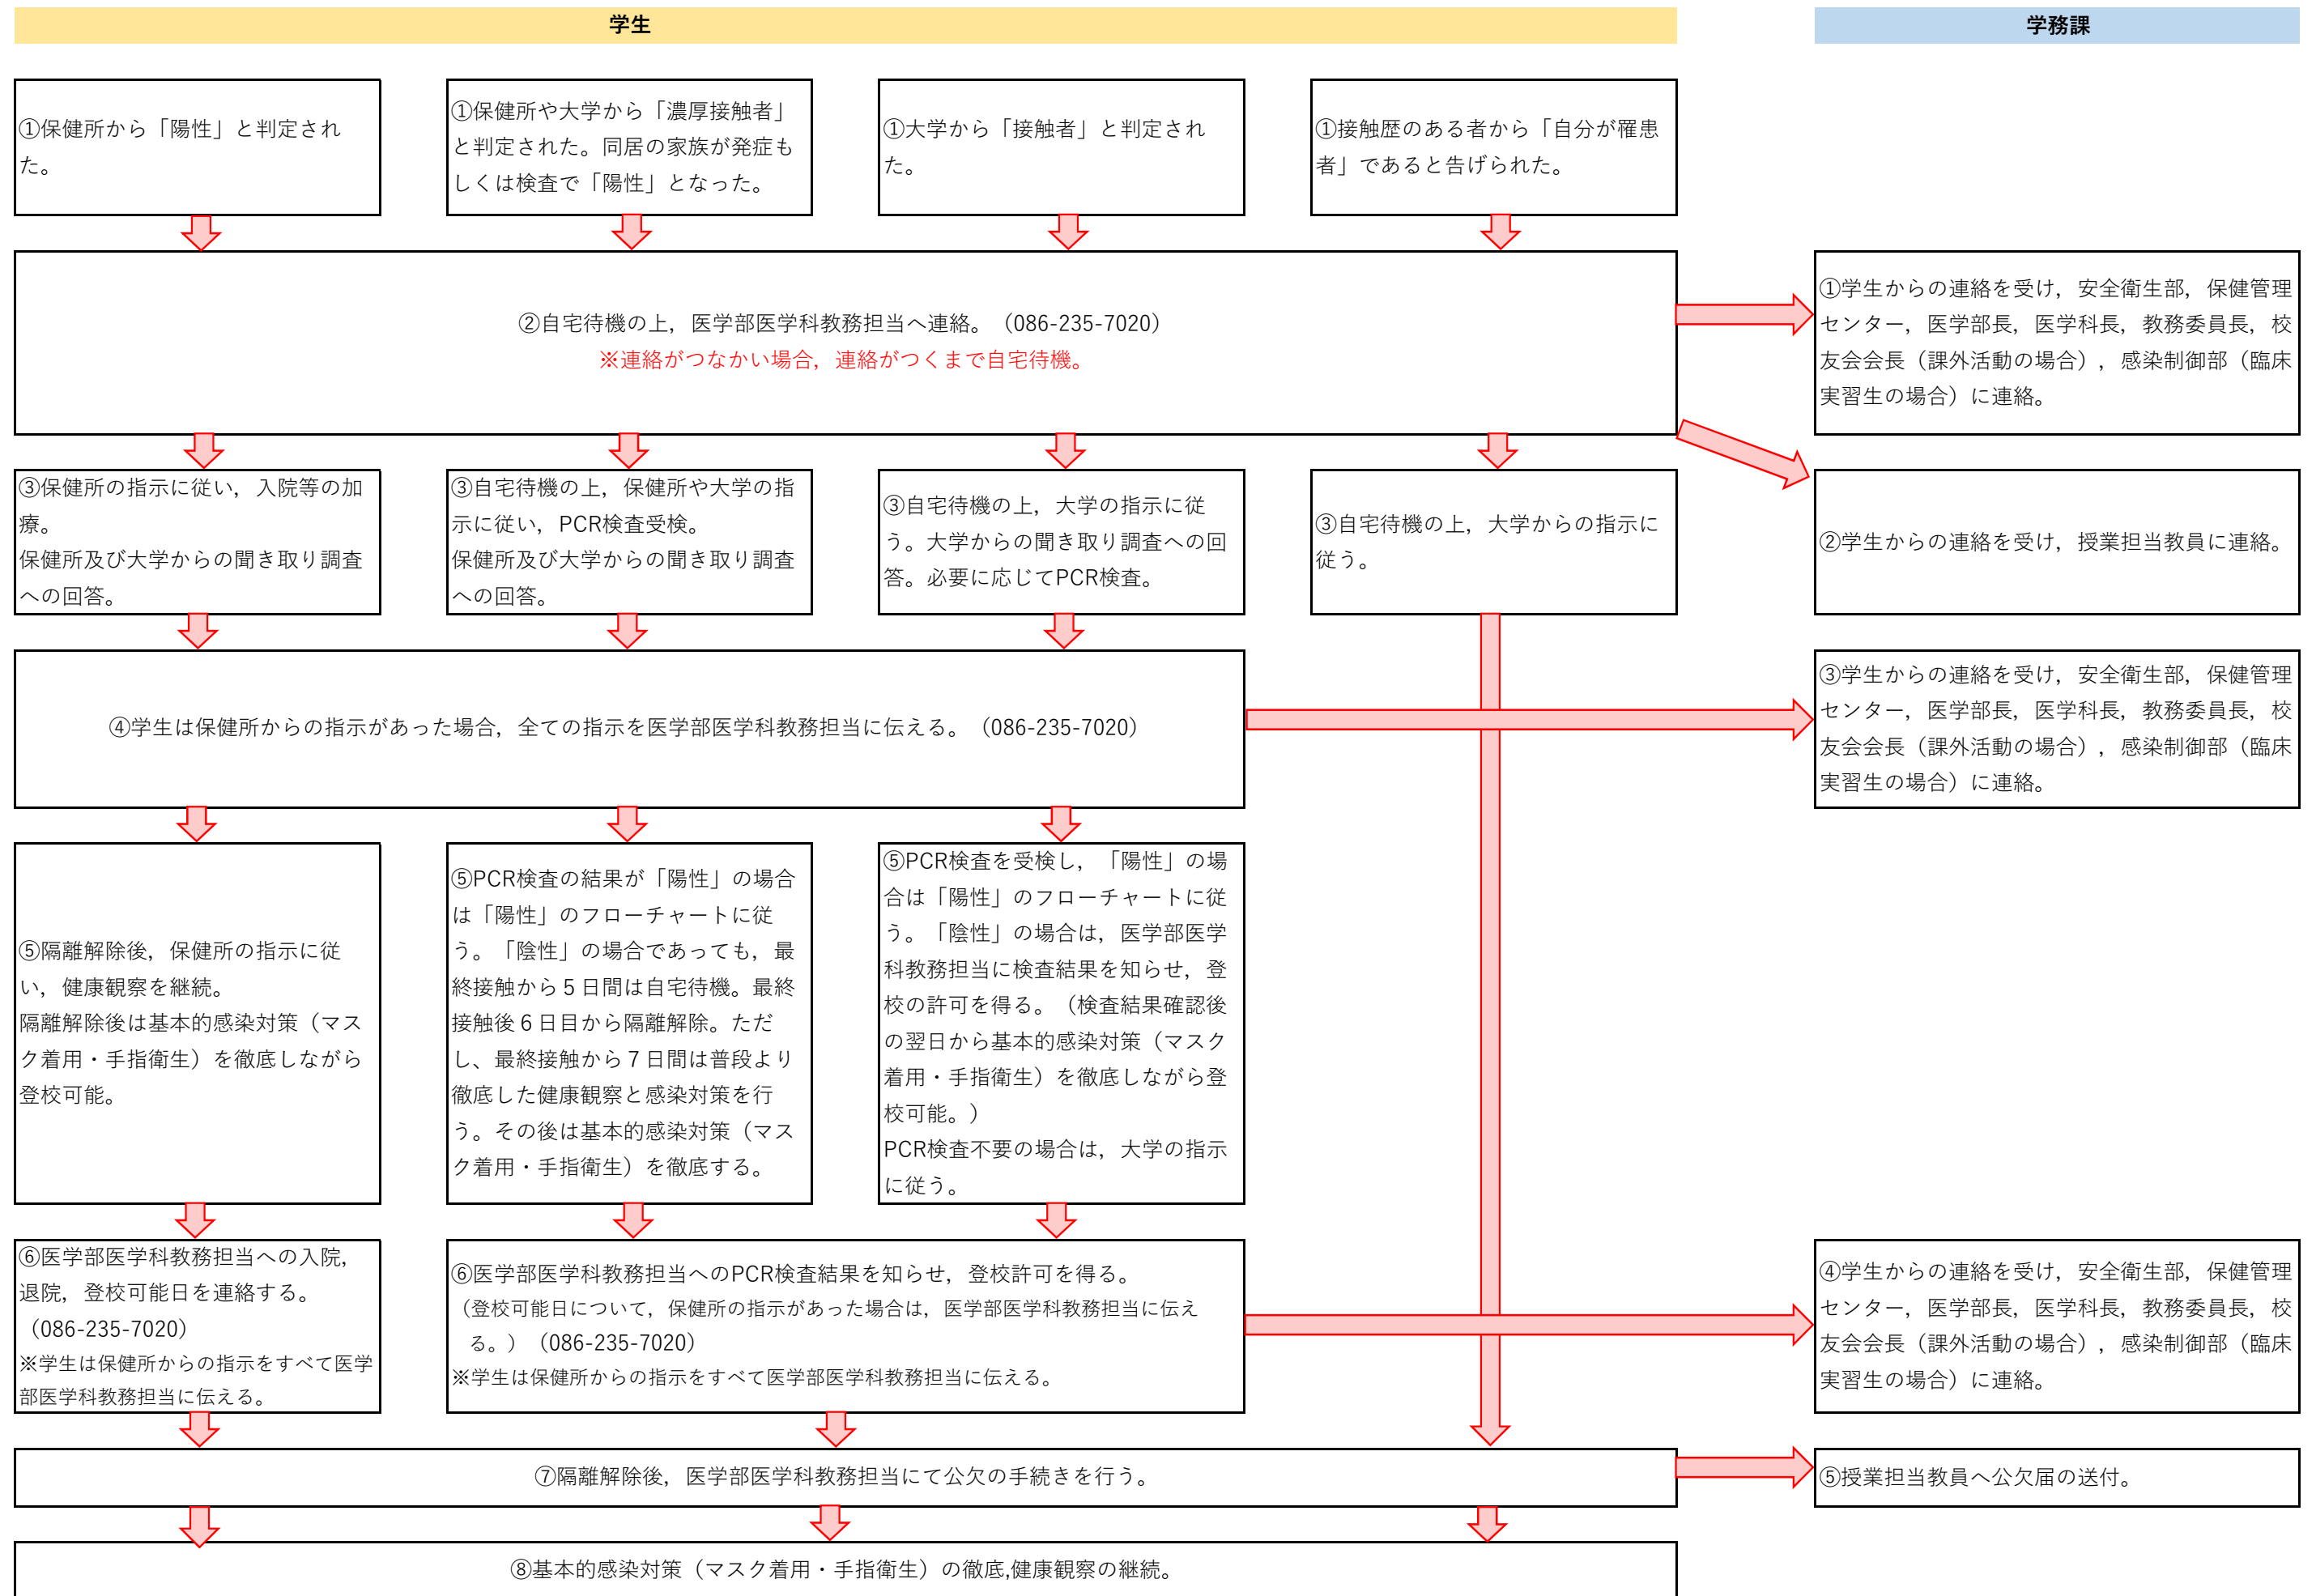 学生
学務課
①保健所から「陽性」と判定され
た。
①保健所や大学から「濃厚接触者」
と判定された。同居の家族が発症も
しくは検査で「陽性」となった。
①大学から「接触者」と判定され
た。
①接触歴のある者から「自分が罹患
者」であると告げられた。
②自宅待機の上，医学部医学科教務担当へ連絡。（086-235-7020）
※連絡がつなかい場合，連絡がつくまで自宅待機。
①学生からの連絡を受け，安全衛生部，保健管理
センター，医学部長，医学科長，教務委員長，校
友会会長（課外活動の場合），感染制御部（臨床
実習生の場合）に連絡。
③保健所の指示に従い，入院等の加
療。
保健所及び大学からの聞き取り調査
への回答。
③自宅待機の上，保健所や大学の指
示に従い，PCR検査受検。
保健所及び大学からの聞き取り調査
への回答。
③自宅待機の上，大学の指示に従
う。大学からの聞き取り調査への回
答。必要に応じてPCR検査。
③自宅待機の上，大学からの指示に
従う。
②学生からの連絡を受け，授業担当教員に連絡。
④学生は保健所からの指示があった場合，全ての指示を医学部医学科教務担当に伝える。（086-235-7020）
③学生からの連絡を受け，安全衛生部，保健管理
センター，医学部長，医学科長，教務委員長，校
友会会長（課外活動の場合），感染制御部（臨床
実習生の場合）に連絡。
⑤隔離解除後，保健所の指示に従
い，健康観察を継続。
隔離解除後は基本的感染対策（マス
ク着用・手指衛生）を徹底しながら
登校可能。
⑤PCR検査の結果が「陽性」の場合
は「陽性」のフローチャートに従
う。「陰性」の場合であっても，最
終接触から５日間は自宅待機。最終
接触後６日目から隔離解除。ただ
し、最終接触から７日間は普段より
徹底した健康観察と感染対策を行
う。その後は基本的感染対策（マス
ク着用・手指衛生）を徹底する。
⑤PCR検査を受検し，「陽性」の場
合は「陽性」のフローチャートに従
う。「陰性」の場合は，医学部医学
科教務担当に検査結果を知らせ，登
校の許可を得る。（検査結果確認後
の翌日から基本的感染対策（マスク
着用・手指衛生）を徹底しながら登
校可能。）
PCR検査不要の場合は，大学の指示
に従う。
⑥医学部医学科教務担当への入院，
退院，登校可能日を連絡する。
（086-235-7020）
※学生は保健所からの指示をすべて医学
部医学科教務担当に伝える。
⑥医学部医学科教務担当へのPCR検査結果を知らせ，登校許可を得る。
（登校可能日について，保健所の指示があった場合は，医学部医学科教務担当に伝え
る。）（086-235-7020）
※学生は保健所からの指示をすべて医学部医学科教務担当に伝える。
④学生からの連絡を受け，安全衛生部，保健管理
センター，医学部長，医学科長，教務委員長，校
友会会長（課外活動の場合），感染制御部（臨床
実習生の場合）に連絡。
⑦隔離解除後，医学部医学科教務担当にて公欠の手続きを行う。
⑤授業担当教員へ公欠届の送付。
⑧基本的感染対策（マスク着用・手指衛生）の徹底,健康観察の継続。